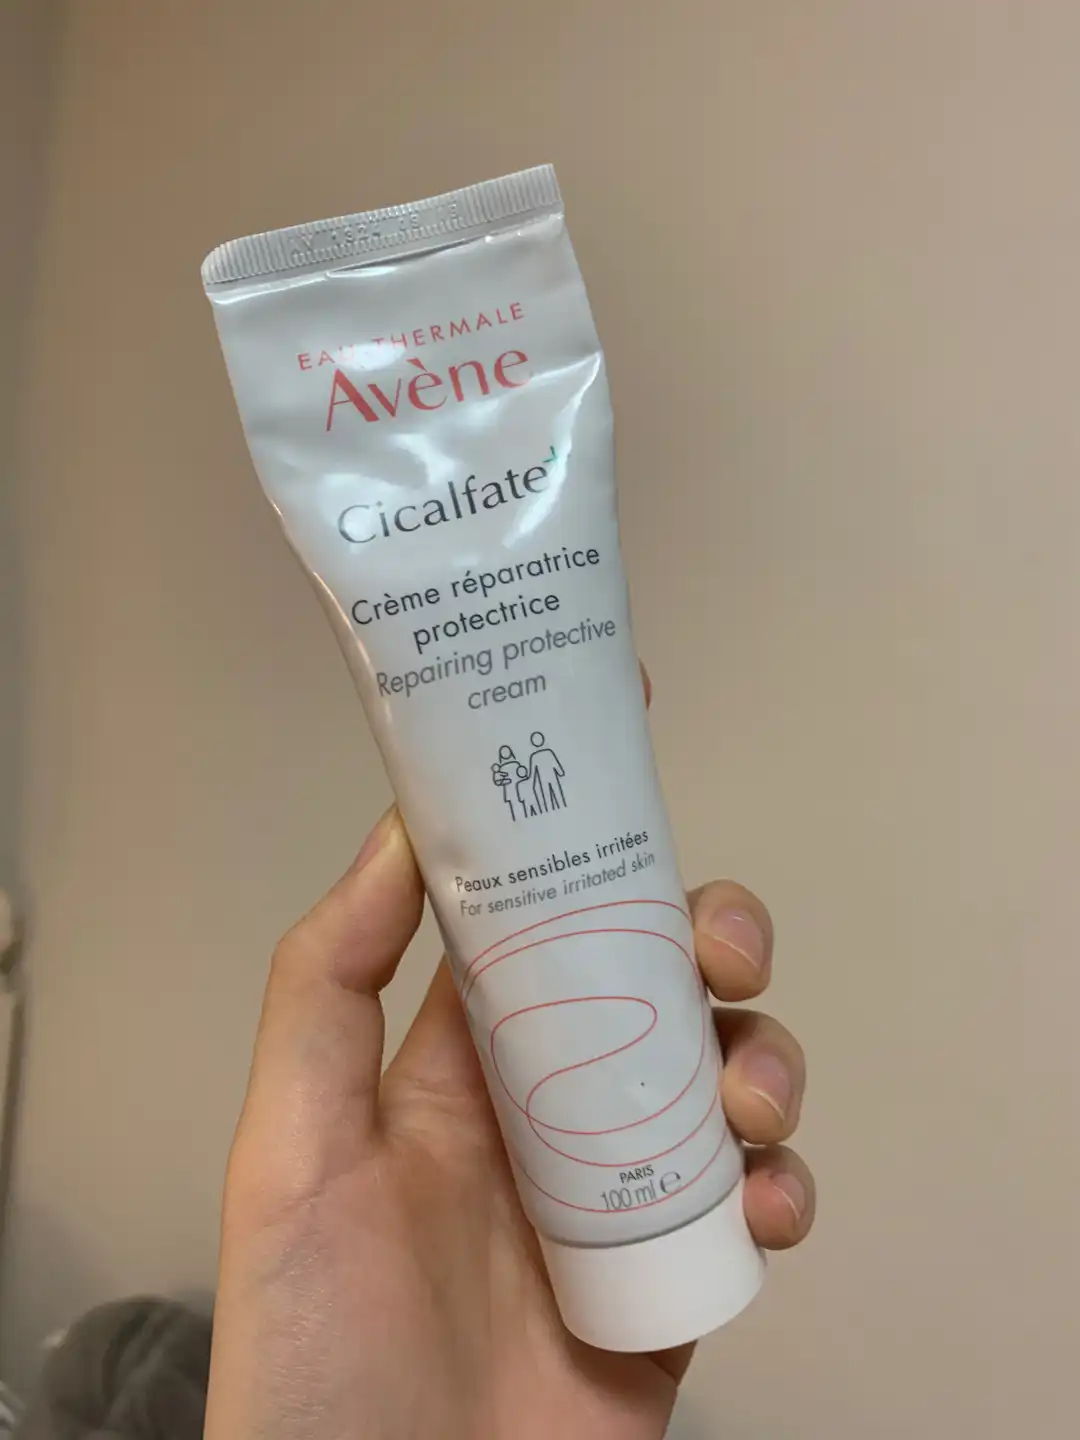 EAU THERMALE
Avène
Cicalfate+
Crème réparatrice
protectrice
Repairing protective
cream
Peaux sensibles irritées
For sensitive irritated skin
PARIS
100 ml ℮